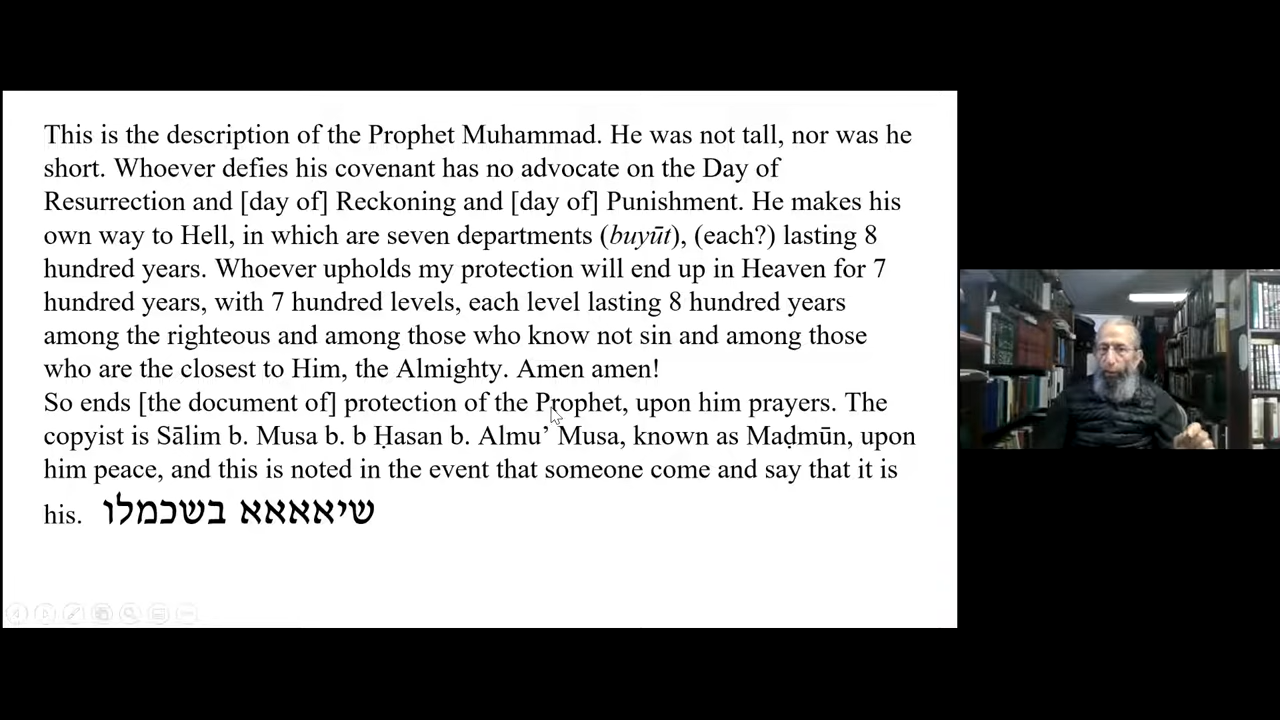 This is the description of the Prophet Muhammad. He was not tall, nor was he
short. Whoever defies his covenant has no advocate on the Day of
Resurrection and [day of] Reckoning and [day of] Punishment. He makes his
own way to Hell, in which are seven departments (buyūt), (each?) lasting 8
hundred years. Whoever upholds my protection will end up in Heaven for 7
hundred years, with 7 hundred levels, each level lasting 8 hundred years
among the righteous and among those who know not sin and among those
who are the closest to Him, the Almighty. Amen amen!
So ends [the document of] protection of the Prophet, upon him prayers. The
copyist is Sālim b. Musa b. b Ḥasan b. Almu’ Musa, known as Maḍmūn, upon
him peace, and this is noted in the event that someone come and say that it is
his. שיאאאא בשכמלו